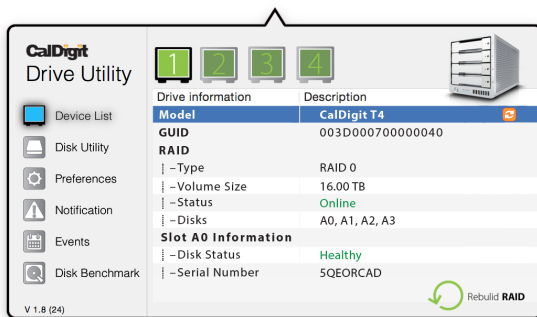 CalDigit
Drive Utility
1 2 3 4
Device List
Disk Utility
Preferences
Notification
Events
Disk Benchmark
V 1.8 (24)
Drive information Description
Model CalDigit T4
GUID 003D000700000040
RAID
–Type RAID 0
–Volume Size 16.00 TB
–Status Online
–Disks A0, A1, A2, A3
Slot A0 Information
–Disk Status Healthy
–Serial Number 5QEORCAD
Rebulid RAID